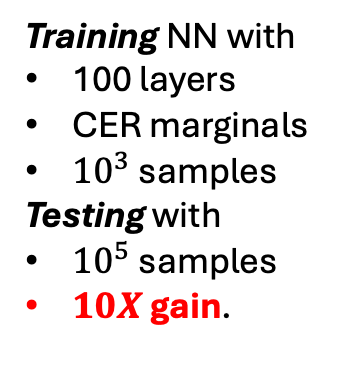 Training NN with
• 100 layers
• CER marginals
• 10³ samples
Testing with
• 10⁵ samples
• 10X gain.